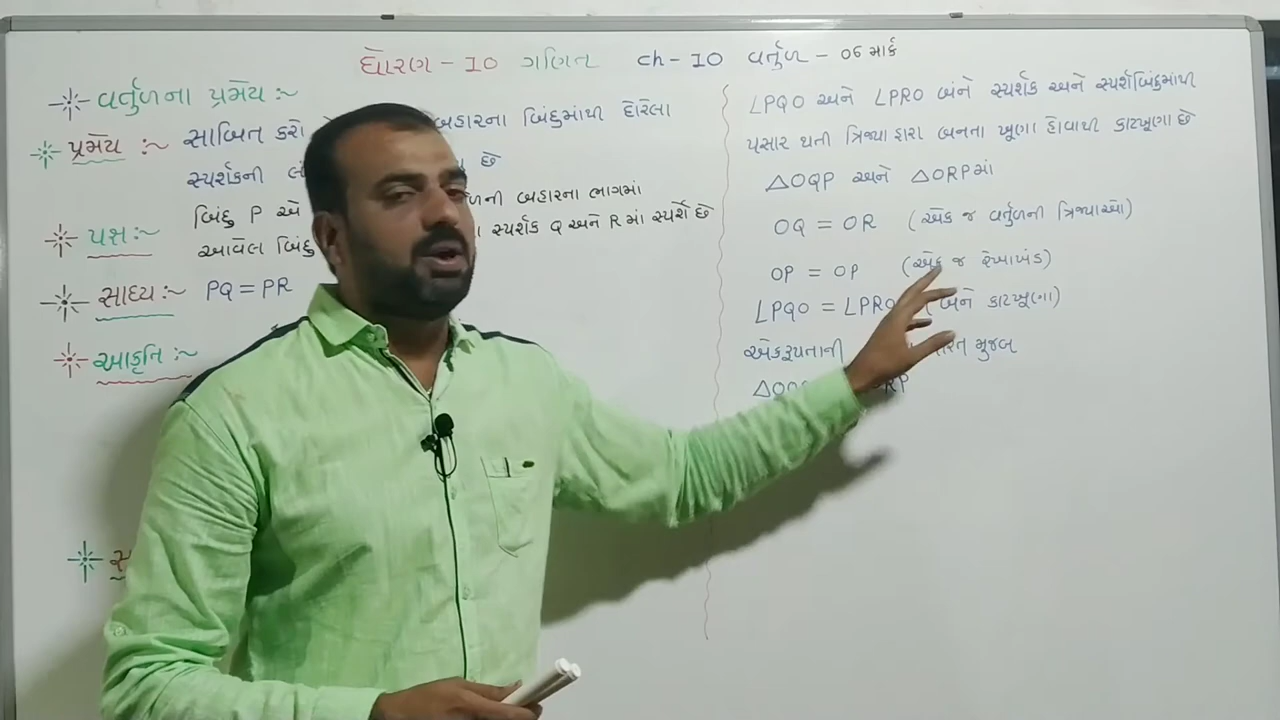 ધોરણ - 10 ગણિત ch - 10 વર્તુળ - 06 માર્ક
વર્તુળના પ્રમેય :~
પ્રમેય :~ સાબિત કરો બહારના બિંદુમાંથી દોરેલા
સ્પર્શકની છે
પક્ષ :~ બિંદુ P એ બહારના ભાગમાં
આવેલ બિંદુ સ્પર્શક Q અને R માં સ્પર્શે છે
સાધ્ય :~ PQ = PR
આકૃતિ :~
∠PQO અને ∠PRO બંને સ્પર્શક અને સ્પર્શબિંદુમાંથી
પસાર થતી ત્રિજ્યા દ્વારા બનતા ખૂણા હોવાથી કાટખૂણા છે
△OQP અને △ORP માં
OQ = OR (એક જ વર્તુળની ત્રિજ્યાઓ)
OP = OP (એક જ રેખાખંડ)
∠PQO = ∠PRO (બંને કાટખૂણા)
એકરૂપતાની મુજબ